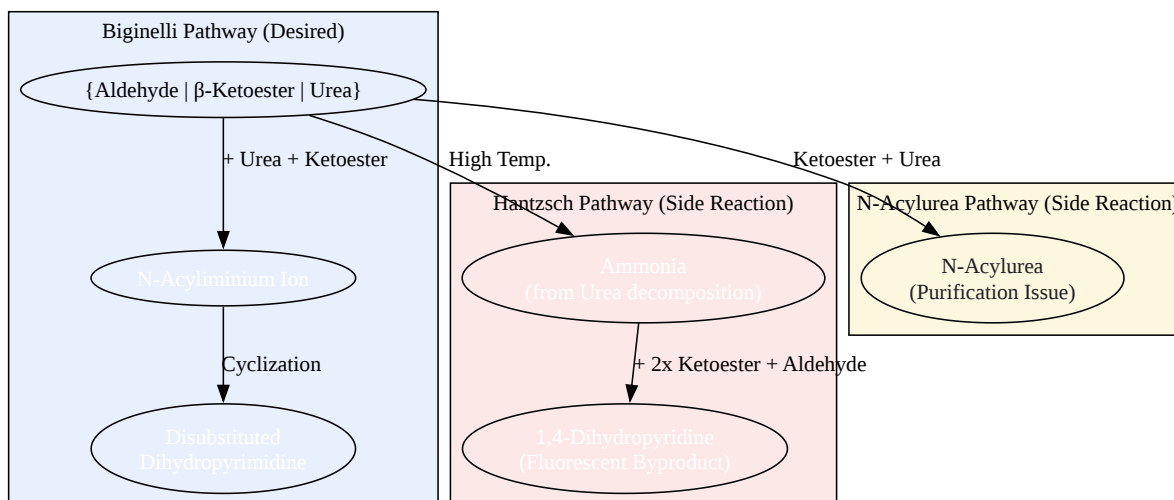 Biginelli Pathway (Desired)
{Aldehyde | β-Ketoester | Urea}
+ Urea + Ketoester
High Temp.
Ketoester + Urea
Hantzsch Pathway (Side Reaction)
N-Acylurea Pathway (Side Reaction)
N-Acyliminium Ion
Ammonia
(from Urea decomposition)
N-Acylurea
(Purification Issue)
Cyclization
+ 2x Ketoester + Aldehyde
Disubstituted
Dihydropyrimidine
1,4-Dihydropyridine
(Fluorescent Byproduct)